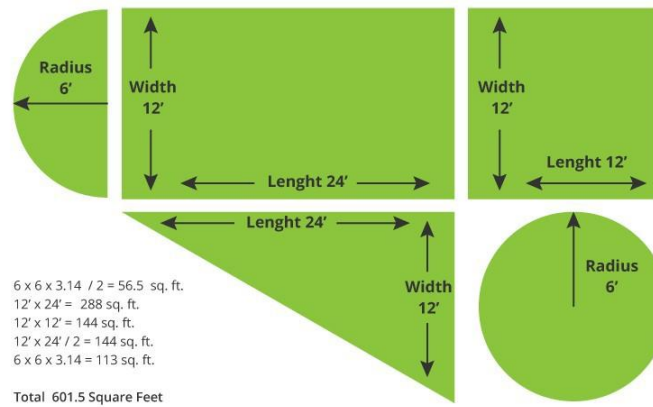 Radius
6’
Width
12’
Lenght 24’
Width
12’
Lenght 12’
Lenght 24’
Width
12’
Radius
6’
6 x 6 x 3.14 / 2 = 56.5 sq. ft.
12’ x 24’ = 288 sq. ft.
12’ x 12’ = 144 sq. ft.
12’ x 24’ / 2 = 144 sq. ft.
6 x 6 x 3.14 = 113 sq. ft.
Total 601.5 Square Feet